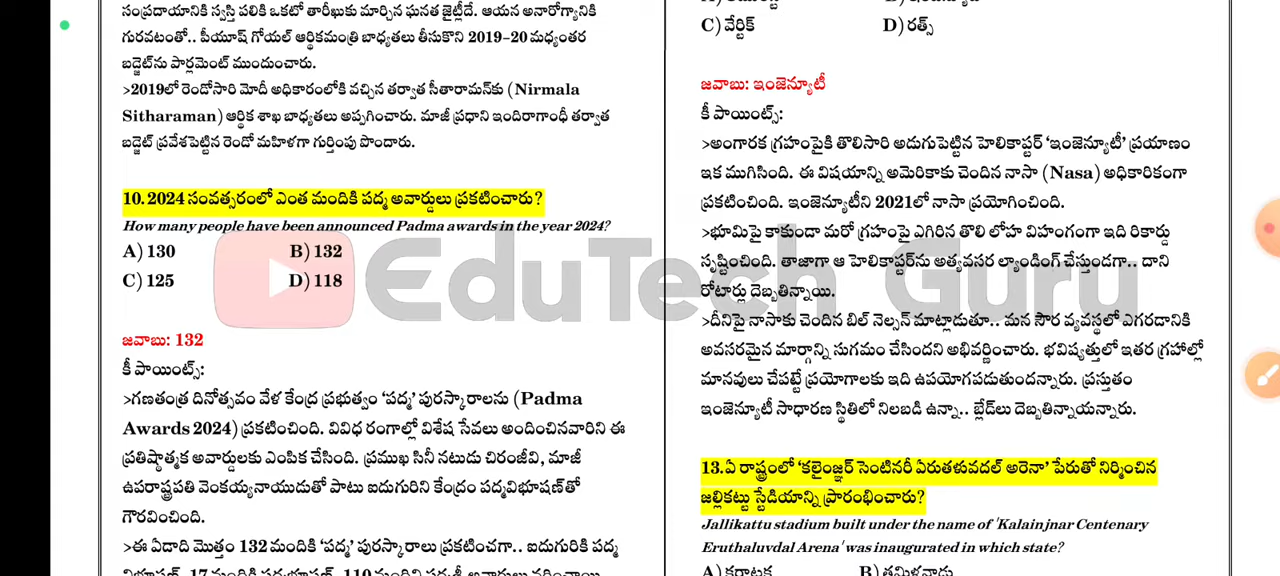 సంప్రదాయానికి స్వస్తి పలికి ఒకటో తారీఖుకు మార్చిన ఘనత జైట్లీదే. ఆయన అనారోగ్యానికి
గురవటంతో.. పీయూష్ గోయల్ ఆర్థికమంత్రి బాధ్యతలు తీసుకొని 2019-20 మధ్యంతర
బడ్జెట్‌ను పార్లమెంట్ ముందుంచారు.
>2019లో రెండోసారి మోదీ అధికారంలోకి వచ్చిన తర్వాత సీతారామన్‌కు (Nirmala
Sitharaman) ఆర్థిక శాఖ బాధ్యతలు అప్పగించారు. మాజీ ప్రధాని ఇందిరాగాంధీ తర్వాత
బడ్జెట్ ప్రవేశపెట్టిన రెండో మహిళగా గుర్తింపు పొందారు.
10. 2024 సంవత్సరంలో ఎంత మందికి పద్మ అవార్డులు ప్రకటించారు?
How many people have been announced Padma awards in the year 2024?
A) 130 B) 132
C) 125 D) 118
జవాబు: 132
కీ పాయింట్స్:
>గణతంత్ర దినోత్సవం వేళ కేంద్ర ప్రభుత్వం ‘పద్మ’ పురస్కారాలను (Padma
Awards 2024) ప్రకటించింది. వివిధ రంగాల్లో విశేష సేవలు అందించినవారిని ఈ
ప్రతిష్ఠాత్మక అవార్డులకు ఎంపిక చేసింది. ప్రముఖ సినీ నటుడు చిరంజీవి, మాజీ
ఉపరాష్ట్రపతి వెంకయ్యనాయుడుతో పాటు ఐదుగురిని కేంద్రం పద్మవిభూషణ్‌తో
గౌరవించింది.
>ఈ ఏడాది మొత్తం 132 మందికి ‘పద్మ’ పురస్కారాలు ప్రకటించగా.. ఐదుగురికి పద్మ
C) వేర్టిక్ D) రత్స్
జవాబు: ఇంజెన్యూటీ
కీ పాయింట్స్:
>అంగారక గ్రహంపైకి తొలిసారి అడుగుపెట్టిన హెలికాప్టర్ ‘ఇంజెన్యూటీ’ ప్రయాణం
ఇక ముగిసింది. ఈ విషయాన్ని అమెరికాకు చెందిన నాసా (Nasa) అధికారికంగా
ప్రకటించింది. ఇంజెన్యూటీని 2021లో నాసా ప్రయోగించింది.
>భూమిపై కాకుండా మరో గ్రహంపై ఎగిరిన తొలి లోహ విహంగంగా ఇది రికార్డు
సృష్టించింది. తాజాగా ఆ హెలికాప్టర్‌ను అత్యవసర ల్యాండింగ్ చేస్తుండగా.. దాని
రోటార్లు దెబ్బతిన్నాయి.
>దీనిపై నాసాకు చెందిన బిల్ నెల్సన్ మాట్లాడుతూ.. మన సౌర వ్యవస్థలో ఎగరడానికి
అవసరమైన మార్గాన్ని సుగమం చేసిందని అభివర్ణించారు. భవిష్యత్తులో ఇతర గ్రహాల్లో
మానవులు చేపట్టే ప్రయోగాలకు ఇది ఉపయోగపడుతుందన్నారు. ప్రస్తుతం
ఇంజెన్యూటీ సాధారణ స్థితిలో నిలబడి ఉన్నా.. బ్లేడ్‌లు దెబ్బతిన్నాయన్నారు.
13.ఏ రాష్ట్రంలో ‘కలైంజ్ఞర్ సెంటినరీ ఏరుతళువదల్ అరెనా’ పేరుతో నిర్మించిన
జల్లికట్టు స్టేడియాన్ని ప్రారంభించారు?
Jallikattu stadium built under the name of 'Kalainjnar Centenary
Eruthaluvdal Arena' was inaugurated in which state?
A) కర్ణాటక B) తమిళనాడు
EduTech Guru